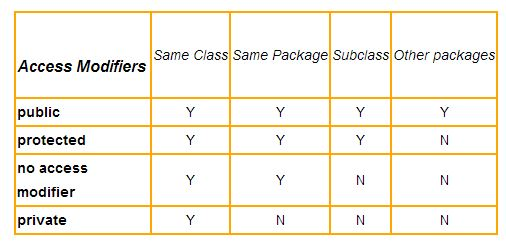 Access Modifiers Same Class Same Package Subclass Other packages
public Y Y Y Y
protected Y Y Y N
no access
modifier Y Y N N
private Y N N N